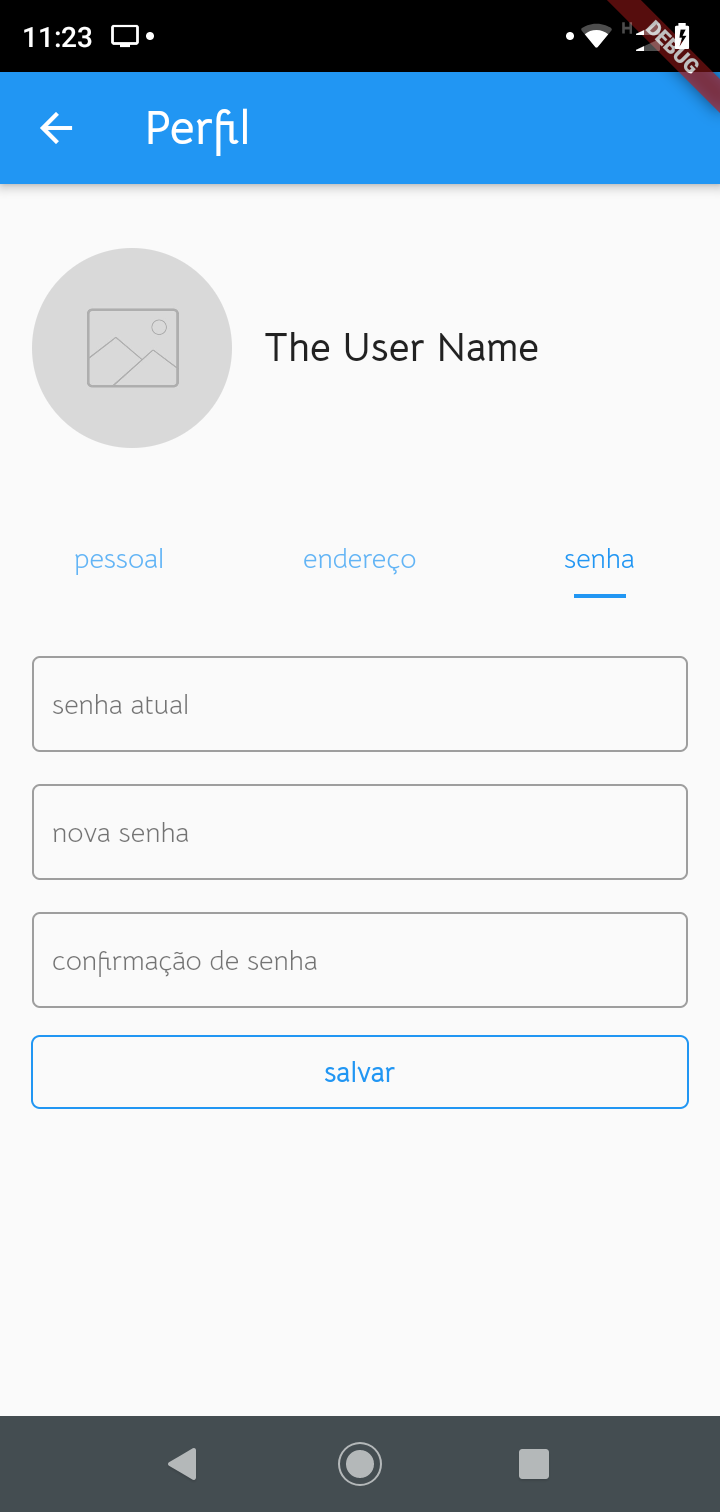 11:23
H
DEBUG
Perfil
The User Name
pessoal endereço senha
senha atual
nova senha
confirmação de senha
salvar